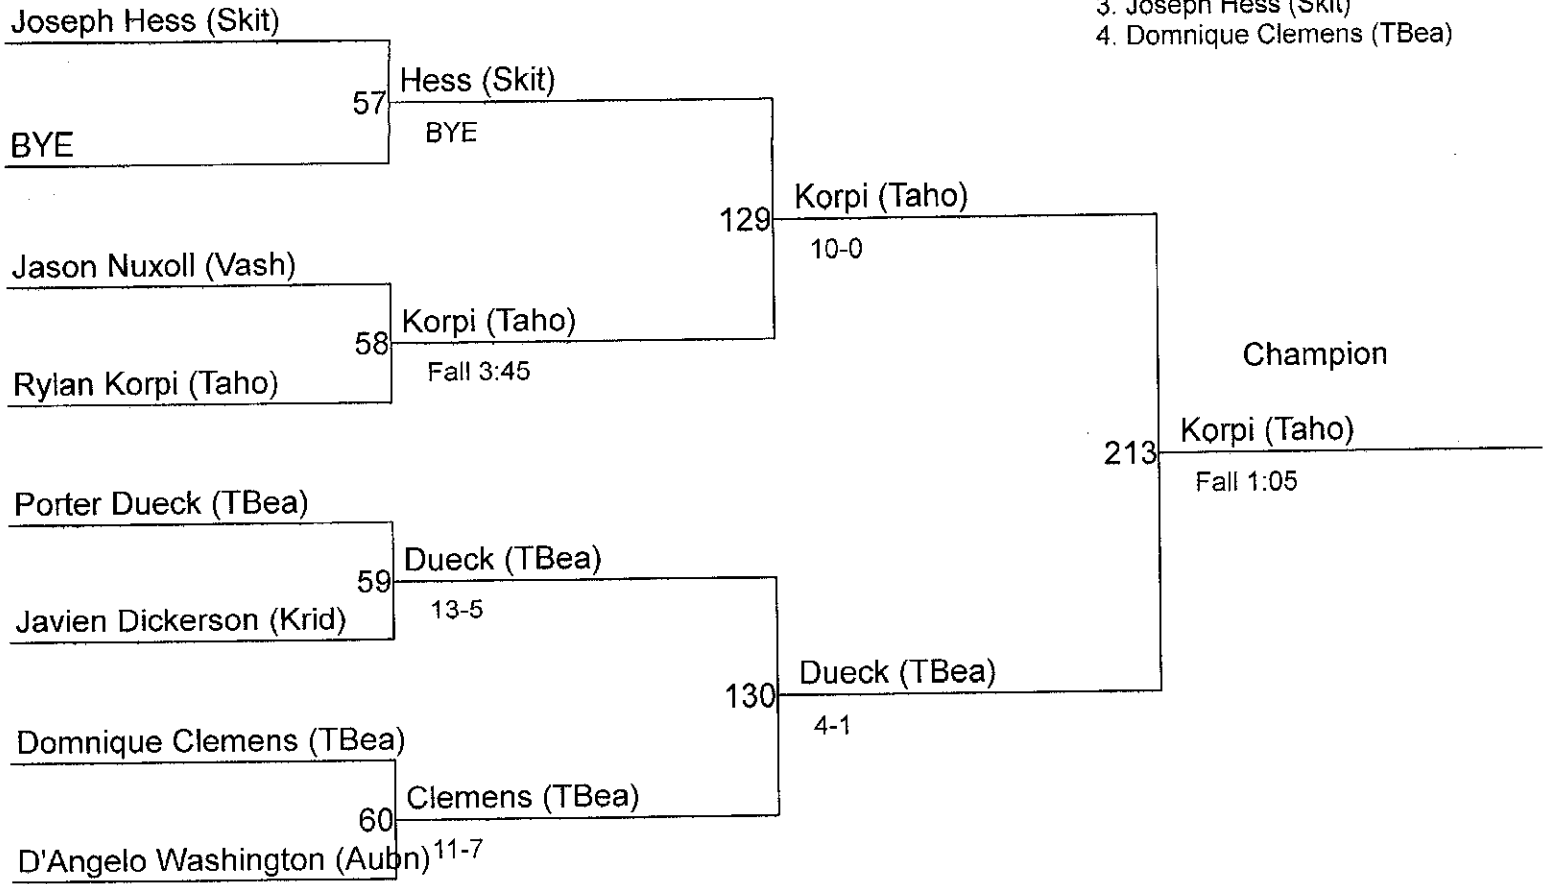 3. Joseph Hess (Skit)
4. Domnique Clemens (TBea)
Joseph Hess (Skit)
57
Hess (Skit)
BYE
BYE
129
Korpi (Taho)
10-0
Jason Nuxoll (Vash)
58
Korpi (Taho)
Fall 3:45
Rylan Korpi (Taho)
Champion
213
Korpi (Taho)
Fall 1:05
Porter Dueck (TBea)
59
Dueck (TBea)
13-5
Javien Dickerson (Krid)
130
Dueck (TBea)
4-1
Domnique Clemens (TBea)
60
Clemens (TBea)
11-7
D'Angelo Washington (Aubn)